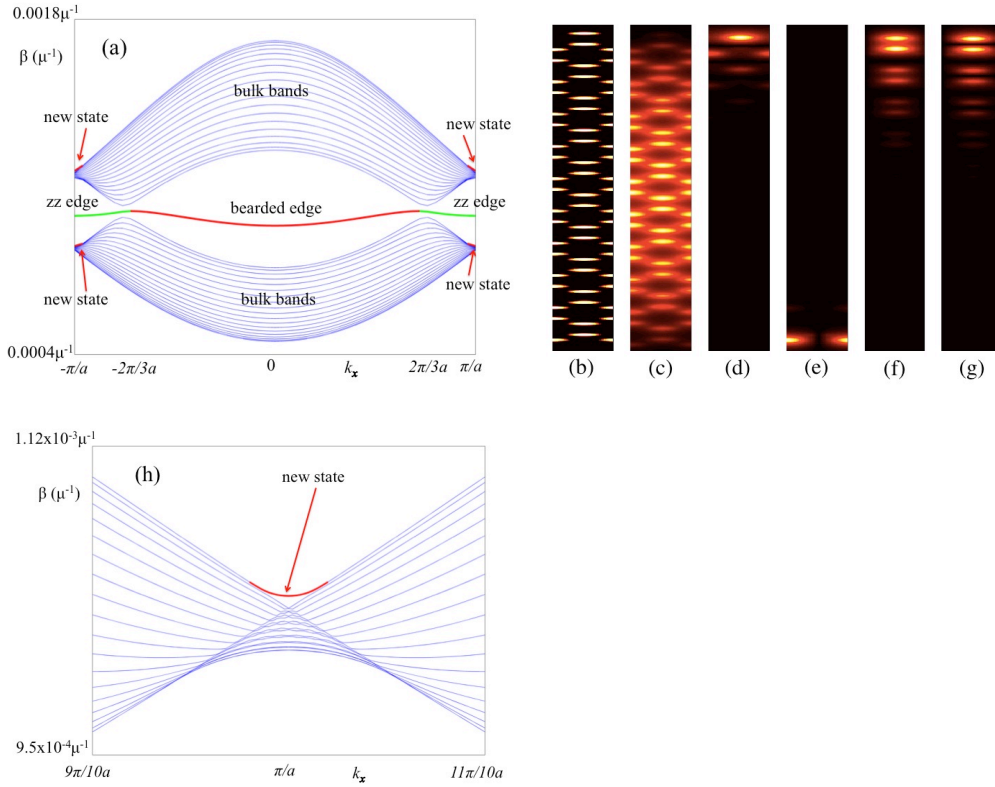 0.0018μ⁻¹
β (μ⁻¹)
(a)
bulk bands
new state
new state
zz edge
bearded edge
zz edge
new state
bulk bands
new state
0.0004μ⁻¹
-π/a
-2π/3a
0
kₓ
2π/3a
π/a
(b)
(c)
(d)
(e)
(f)
(g)
1.12x10⁻³μ⁻¹
β (μ⁻¹)
(h)
new state
9.5x10⁻⁴μ⁻¹
9π/10a
π/a
kₓ
11π/10a